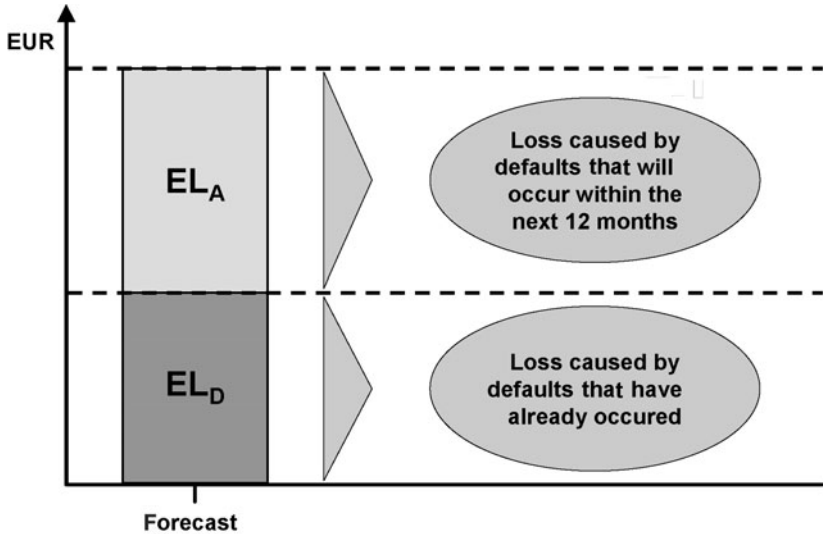 EUR
EL_A
Loss caused by
defaults that will
occur within the
next 12 months
EL_D
Loss caused by
defaults that have
already occured
Forecast